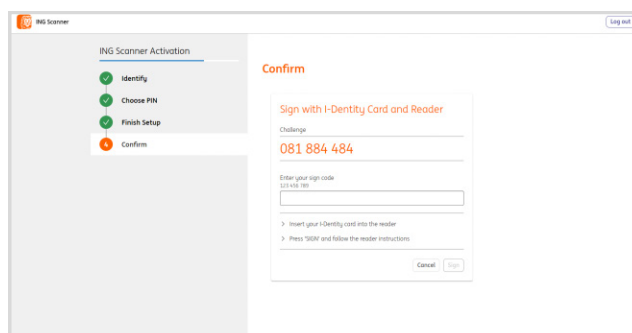 ING Scanner
Log out
ING Scanner Activation
Identify
Choose PIN
Finish Setup
4 Confirm
Confirm
Sign with I-Dentity Card and Reader
Challenge
081 884 484
Enter your sign code
123 456 789
> Insert your I-Dentity card into the reader
> Press 'SIGN' and follow the reader instructions
Cancel Sign